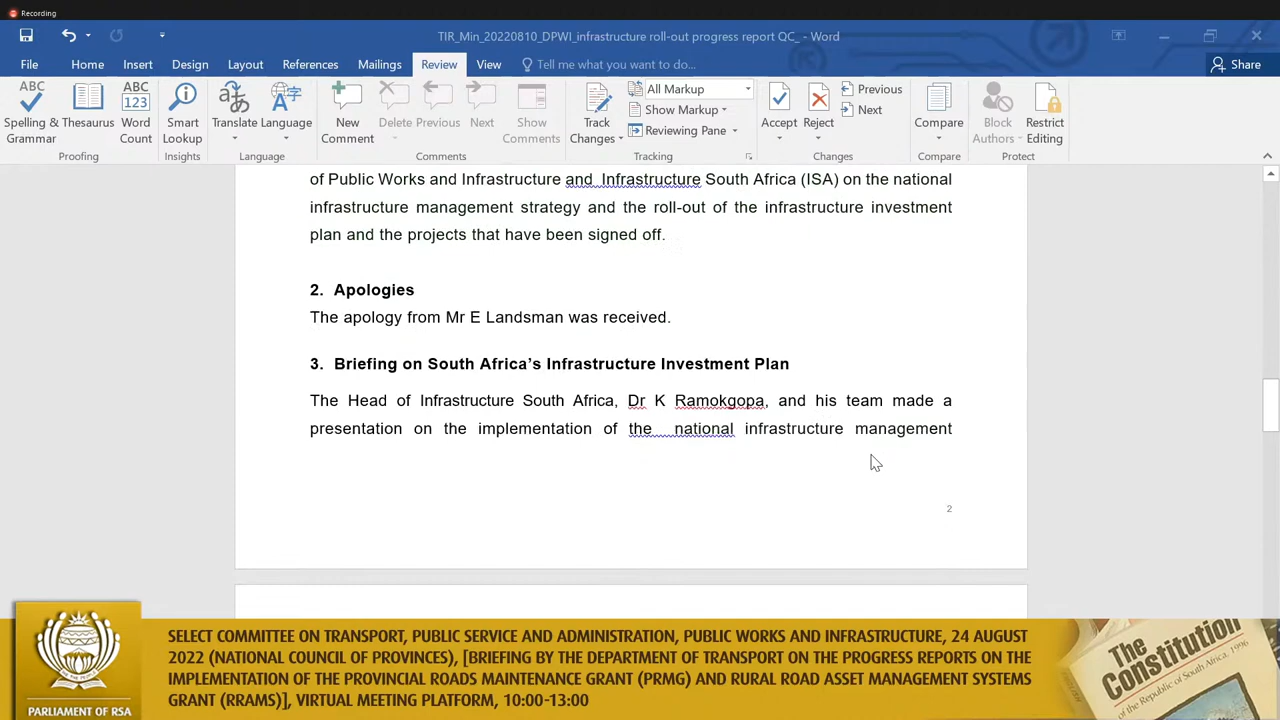 Recording
TIR_Min_20220810_DPWI_infrastructure roll-out progress report QC_ - Word
File Home Insert Design Layout References Mailings Review View Tell me what you want to do... Share
ABC Spelling & Grammar
Thesaurus
ABC 123 Word Count
Proofing
Smart Lookup
Insights
Translate
Language
Language
New Comment
Delete
Previous
Next
Show Comments
Comments
Track Changes
All Markup
Show Markup
Reviewing Pane
Tracking
Accept
Reject
Previous
Next
Changes
Compare
Compare
Block Authors
Restrict Editing
Protect
of Public Works and Infrastructure and Infrastructure South Africa (ISA) on the national
infrastructure management strategy and the roll-out of the infrastructure investment
plan and the projects that have been signed off.
2. Apologies
The apology from Mr E Landsman was received.
3. Briefing on South Africa’s Infrastructure Investment Plan
The Head of Infrastructure South Africa, Dr K Ramokgopa, and his team made a
presentation on the implementation of the national infrastructure management
2
PARLIAMENT OF RSA
SELECT COMMITTEE ON TRANSPORT, PUBLIC SERVICE AND ADMINISTRATION, PUBLIC WORKS AND INFRASTRUCTURE, 24 AUGUST
2022 (NATIONAL COUNCIL OF PROVINCES), [BRIEFING BY THE DEPARTMENT OF TRANSPORT ON THE PROGRESS REPORTS ON THE
IMPLEMENTATION OF THE PROVINCIAL ROADS MAINTENANCE GRANT (PRMG) AND RURAL ROAD ASSET MANAGEMENT SYSTEMS
GRANT (RRAMS)], VIRTUAL MEETING PLATFORM, 10:00-13:00
The
Constitution
of the Republic of South Africa, 1996